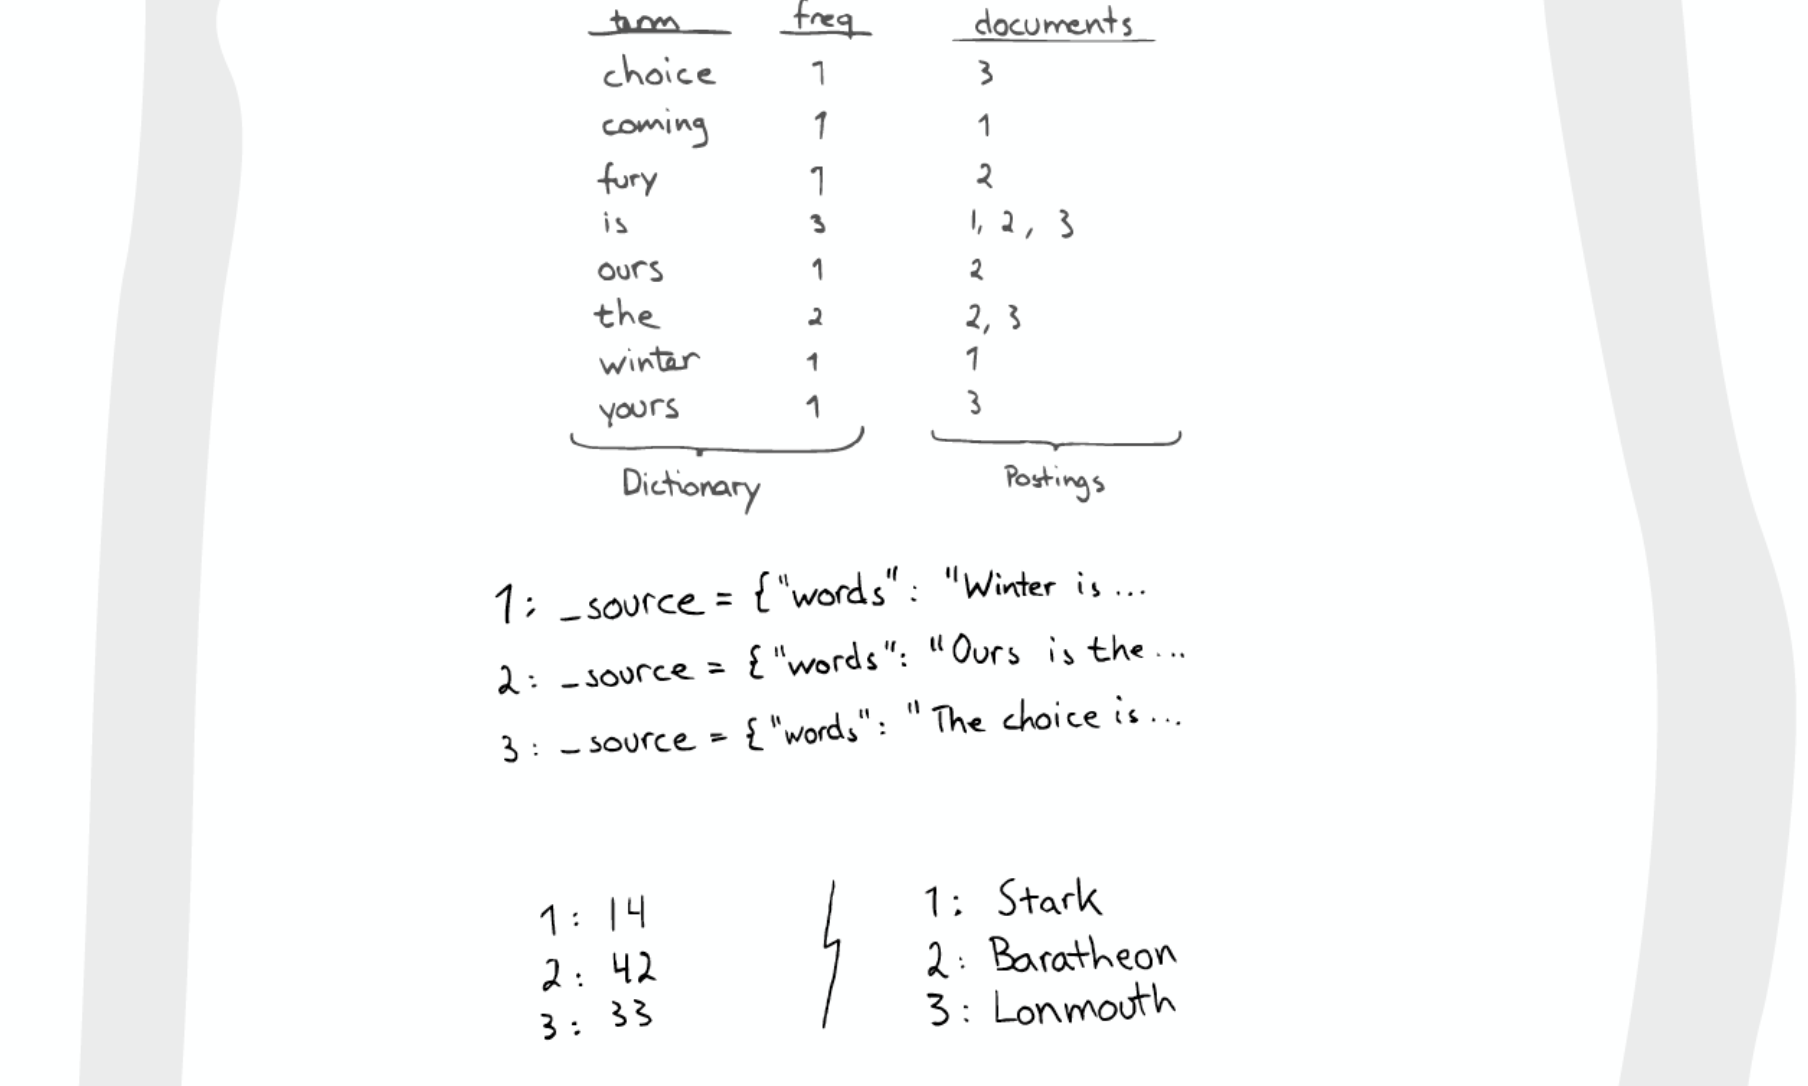 term freq documents
choice 1 3
coming 1 1
fury 1 2
is 3 1, 2, 3
ours 1 2
the 2 2, 3
winter 1 1
yours 1 3
Dictionary Postings
1: _source = {"words": "Winter is ...
2: _source = {"words": "Ours is the ...
3: _source = {"words": "The choice is ...
1: 14 1: Stark
2: 42 2: Baratheon
3: 33 3: Lonmouth